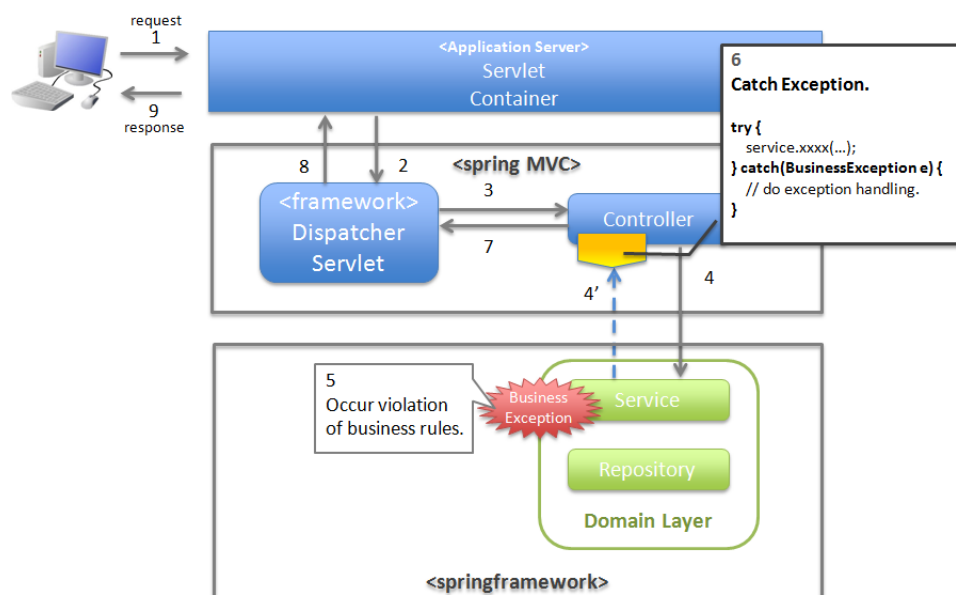 request
1
9
response
<Application Server>
Servlet
Container
6
Catch Exception.
try {
service.xxxx(...);
} catch(BusinessException e) {
// do exception handling.
}
8
2
<spring MVC>
<framework>
Dispatcher
Servlet
3
7
Controller
4'
4
5
Occur violation
of business rules.
Business
Exception
Service
Repository
Domain Layer
<springframework>